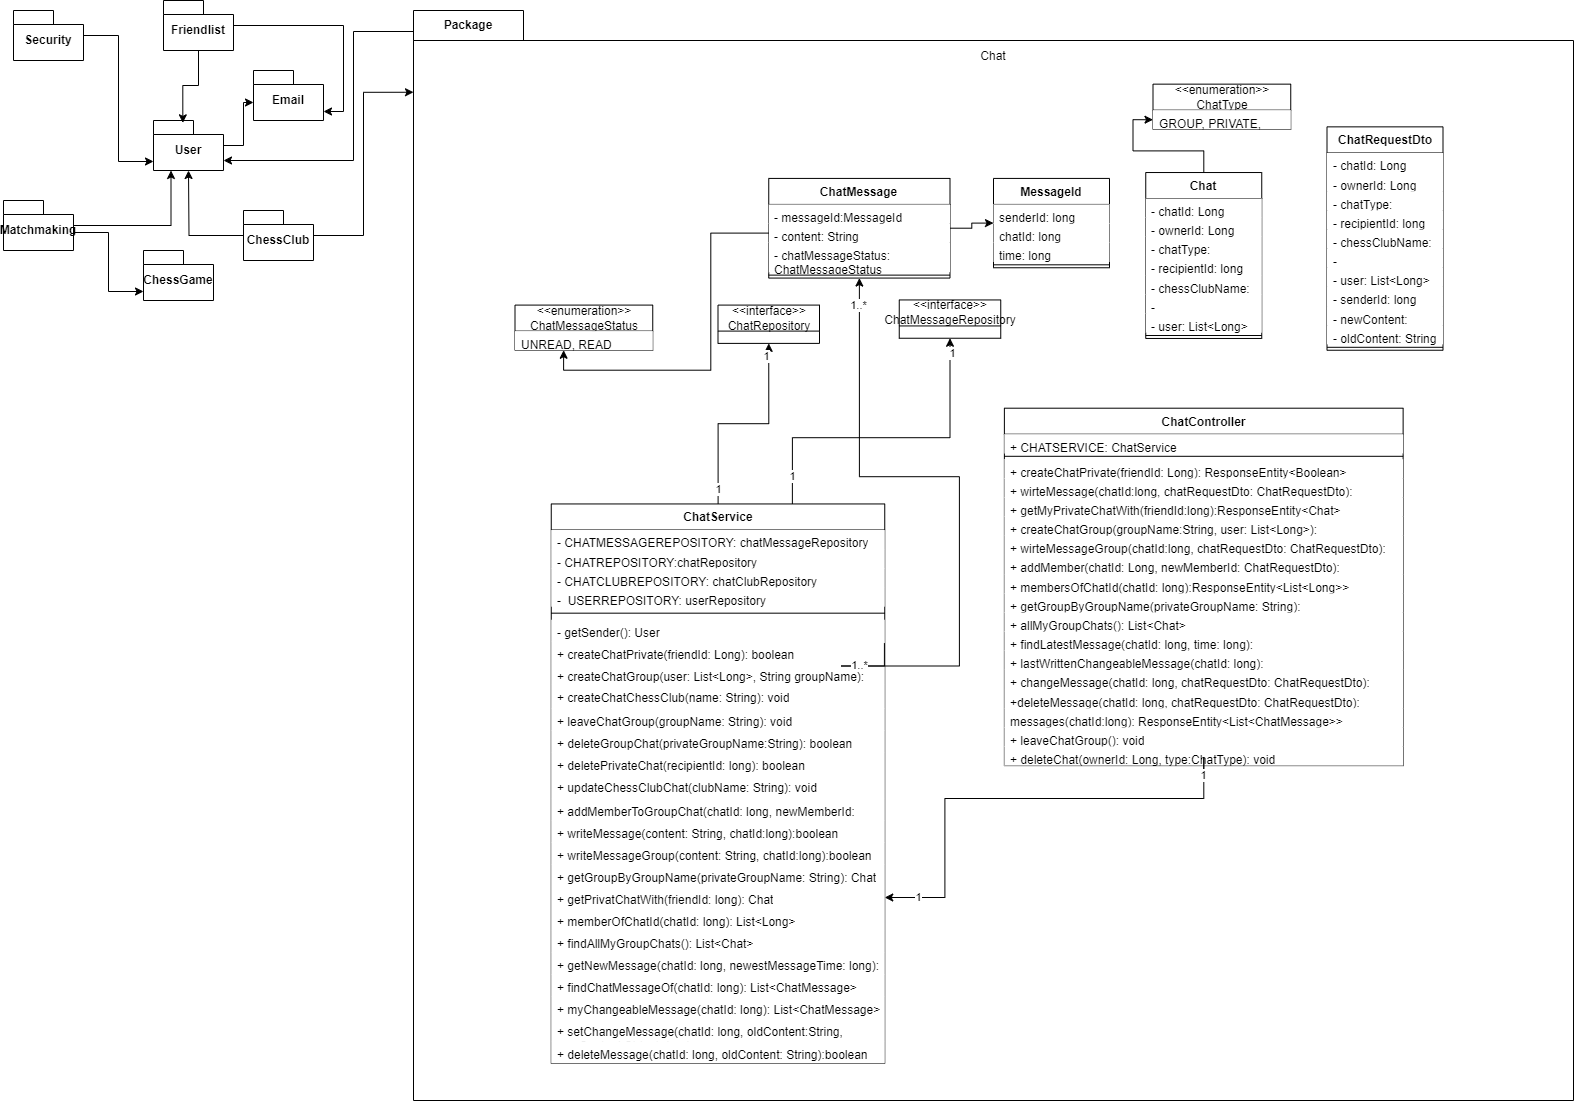 Security
Friendlist
Email
User
Matchmaking
ChessClub
ChessGame
Package
Chat
<<enumeration>>
ChatType
GROUP, PRIVATE,
ChatRequestDto
- chatId: Long
- ownerId: Long
- chatType:
- recipientId: long
- chessClubName:
-
- user: List<Long>
- senderId: long
- newContent:
- oldContent: String
Chat
- chatId: Long
- ownerId: Long
- chatType:
- recipientId: long
- chessClubName:
-
- user: List<Long>
ChatMessage
- messageId:MessageId
- content: String
- chatMessageStatus:
ChatMessageStatus
MessageId
senderId: long
chatId: long
time: long
1..*
<<enumeration>>
ChatMessageStatus
UNREAD, READ
<<interface>>
ChatRepository
1
<<interface>>
ChatMessageRepository
1
1
1
ChatController
+ CHATSERVICE: ChatService
+ createChatPrivate(friendId: Long): ResponseEntity<Boolean>
+ wirteMessage(chatId:long, chatRequestDto: ChatRequestDto):
+ getMyPrivateChatWith(friendId:long):ResponseEntity<Chat>
+ createChatGroup(groupName:String, user: List<Long>):
+ wirteMessageGroup(chatId:long, chatRequestDto: ChatRequestDto):
+ addMember(chatId: Long, newMemberId: ChatRequestDto):
+ membersOfChatId(chatId: long):ResponseEntity<List<Long>>
+ getGroupByGroupName(privateGroupName: String):
+ allMyGroupChats(): List<Chat>
+ findLatestMessage(chatId: long, time: long):
+ lastWrittenChangeableMessage(chatId: long):
+ changeMessage(chatId: long, chatRequestDto: ChatRequestDto):
+deleteMessage(chatId: long, chatRequestDto: ChatRequestDto):
messages(chatId:long): ResponseEntity<List<ChatMessage>>
+ leaveChatGroup(): void
+ deleteChat(ownerId: Long, type:ChatType): void
1
ChatService
- CHATMESSAGEREPOSITORY: chatMessageRepository
- CHATREPOSITORY:chatRepository
- CHATCLUBREPOSITORY: chatClubRepository
- USERREPOSITORY: userRepository
- getSender(): User
+ createChatPrivate(friendId: Long): boolean
1..*
+ createChatGroup(user: List<Long>, String groupName):
+ createChatChessClub(name: String): void
+ leaveChatGroup(groupName: String): void
+ deleteGroupChat(privateGroupName:String): boolean
+ deletePrivateChat(recipientId: long): boolean
+ updateChessClubChat(clubName: String): void
+ addMemberToGroupChat(chatId: long, newMemberId:
+ writeMessage(content: String, chatId:long):boolean
+ writeMessageGroup(content: String, chatId:long):boolean
+ getGroupByGroupName(privateGroupName: String): Chat
+ getPrivatChatWith(friendId: long): Chat
1
+ memberOfChatId(chatId: long): List<Long>
+ findAllMyGroupChats(): List<Chat>
+ getNewMessage(chatId: long, newestMessageTime: long):
+ findChatMessageOf(chatId: long): List<ChatMessage>
+ myChangeableMessage(chatId: long): List<ChatMessage>
+ setChangeMessage(chatId: long, oldContent:String,
+ deleteMessage(chatId: long, oldContent: String):boolean